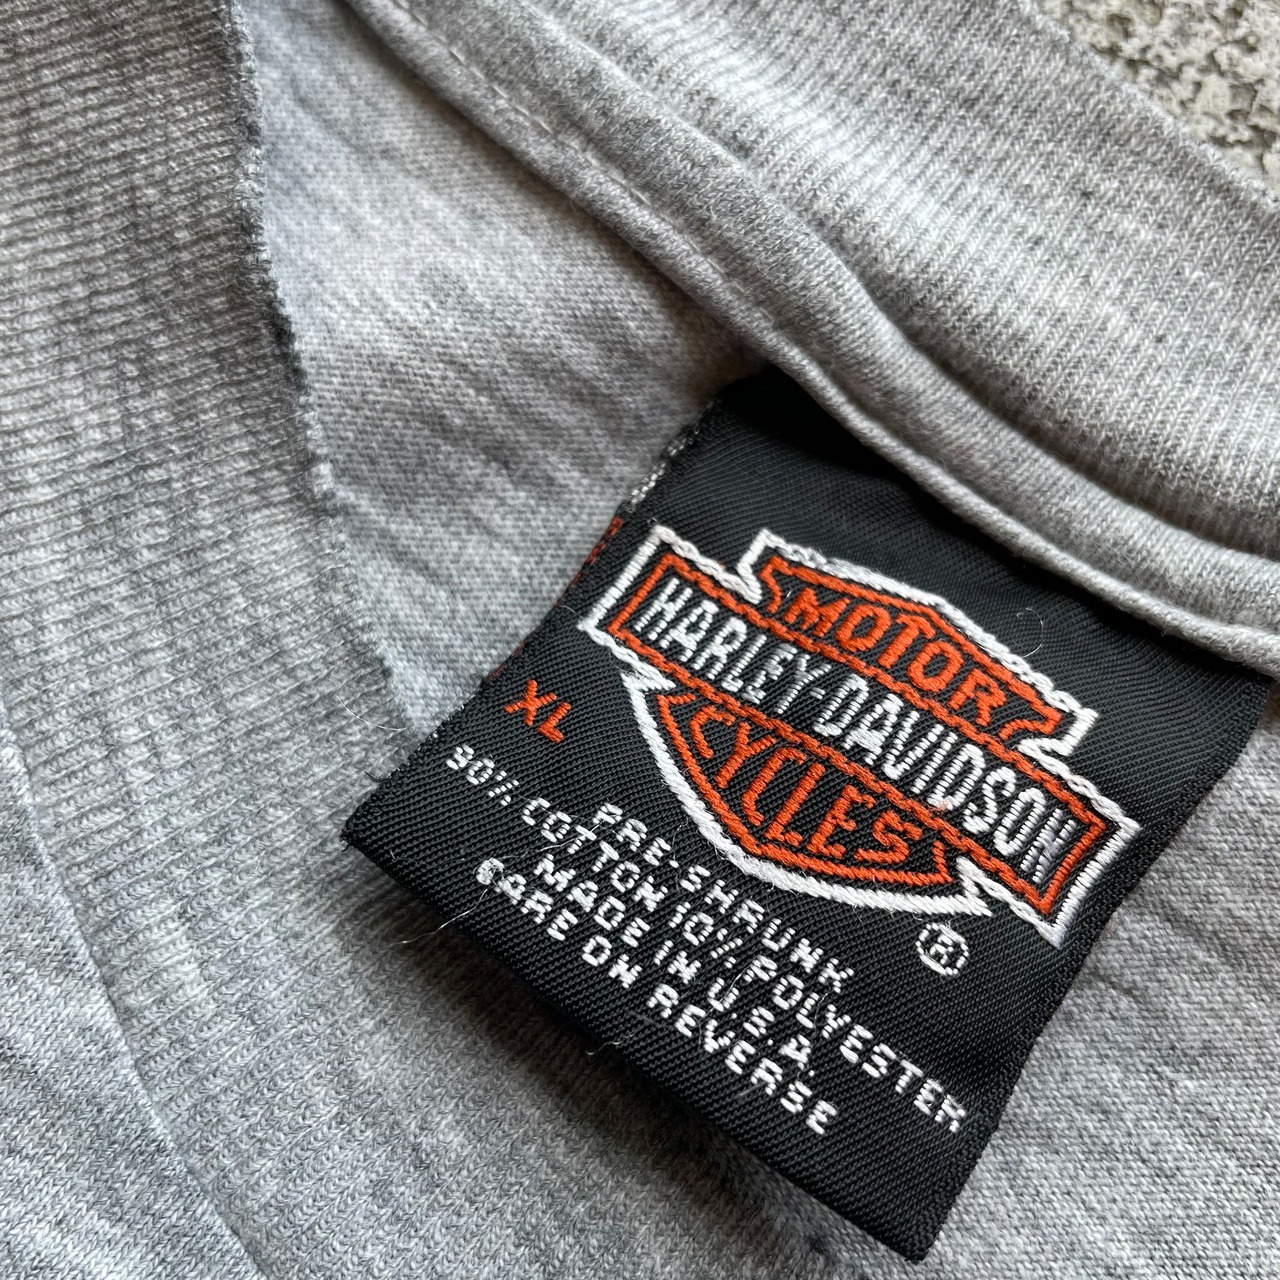 MOTOR
HARLEY-DAVIDSON
CYCLES
®
XL
PRE-SHRUNK
90% COTTON 10% POLYESTER
MADE IN U.S.A.
CARE ON REVERSE